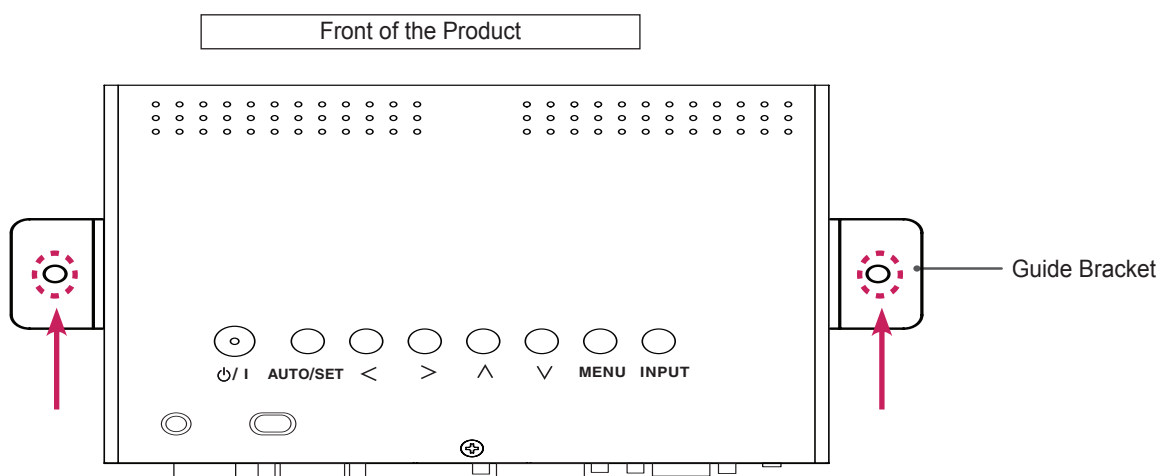 Front of the Product
Guide Bracket
⏻/ I AUTO/SET < > ∧ ∨ MENU INPUT